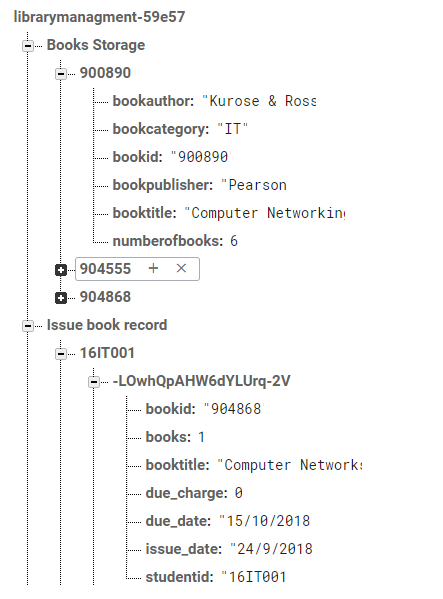 librarymanagment-59e57
Books Storage
900890
bookauthor: "Kurose & Ross
bookcategory: "IT"
bookid: "900890
bookpublisher: "Pearson
booktitle: "Computer Networking
numberofbooks: 6
904555 + ×
904868
Issue book record
16IT001
-LOwhQpAHW6dYLUrq-2V
bookid: "904868
books: 1
booktitle: "Computer Networks
due_charge: 0
due_date: "15/10/2018
issue_date: "24/9/2018
studentid: "16IT001